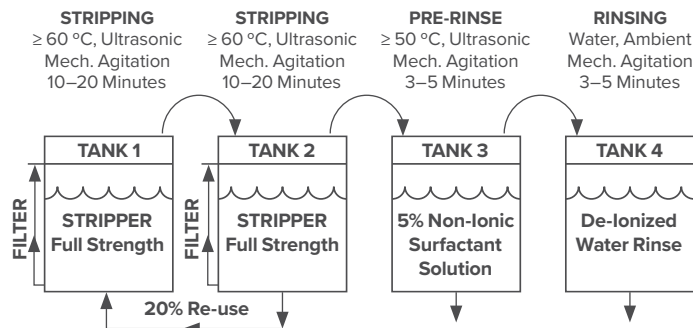 STRIPPING
≥ 60 ºC, Ultrasonic
Mech. Agitation
10–20 Minutes
STRIPPING
≥ 60 ºC, Ultrasonic
Mech. Agitation
10–20 Minutes
PRE-RINSE
≥ 50 ºC, Ultrasonic
Mech. Agitation
3–5 Minutes
RINSING
Water, Ambient
Mech. Agitation
3–5 Minutes
TANK 1
FILTER
STRIPPER
Full Strength
TANK 2
FILTER
STRIPPER
Full Strength
TANK 3
5% Non-Ionic
Surfactant
Solution
TANK 4
De-Ionized
Water Rinse
20% Re-use